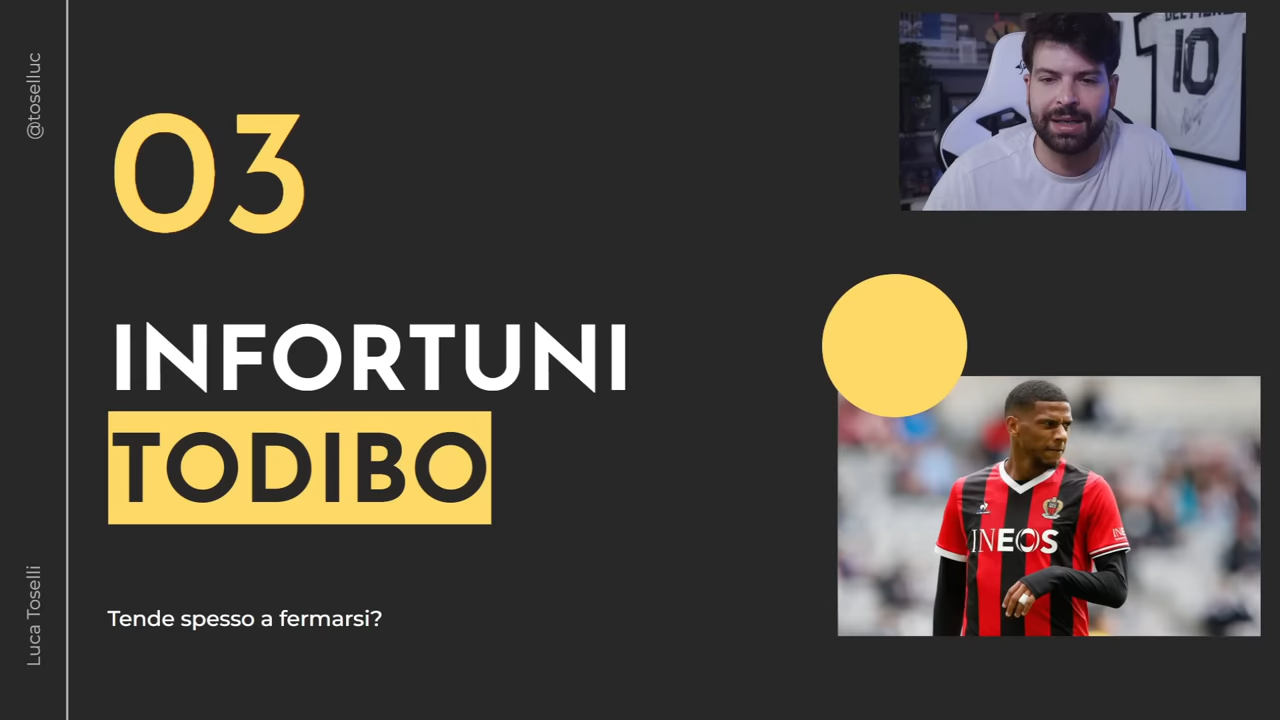 @toselluc
Luca Toselli
03
INFORTUNI
TODIBO
Tende spesso a fermarsi?
10
INEOS